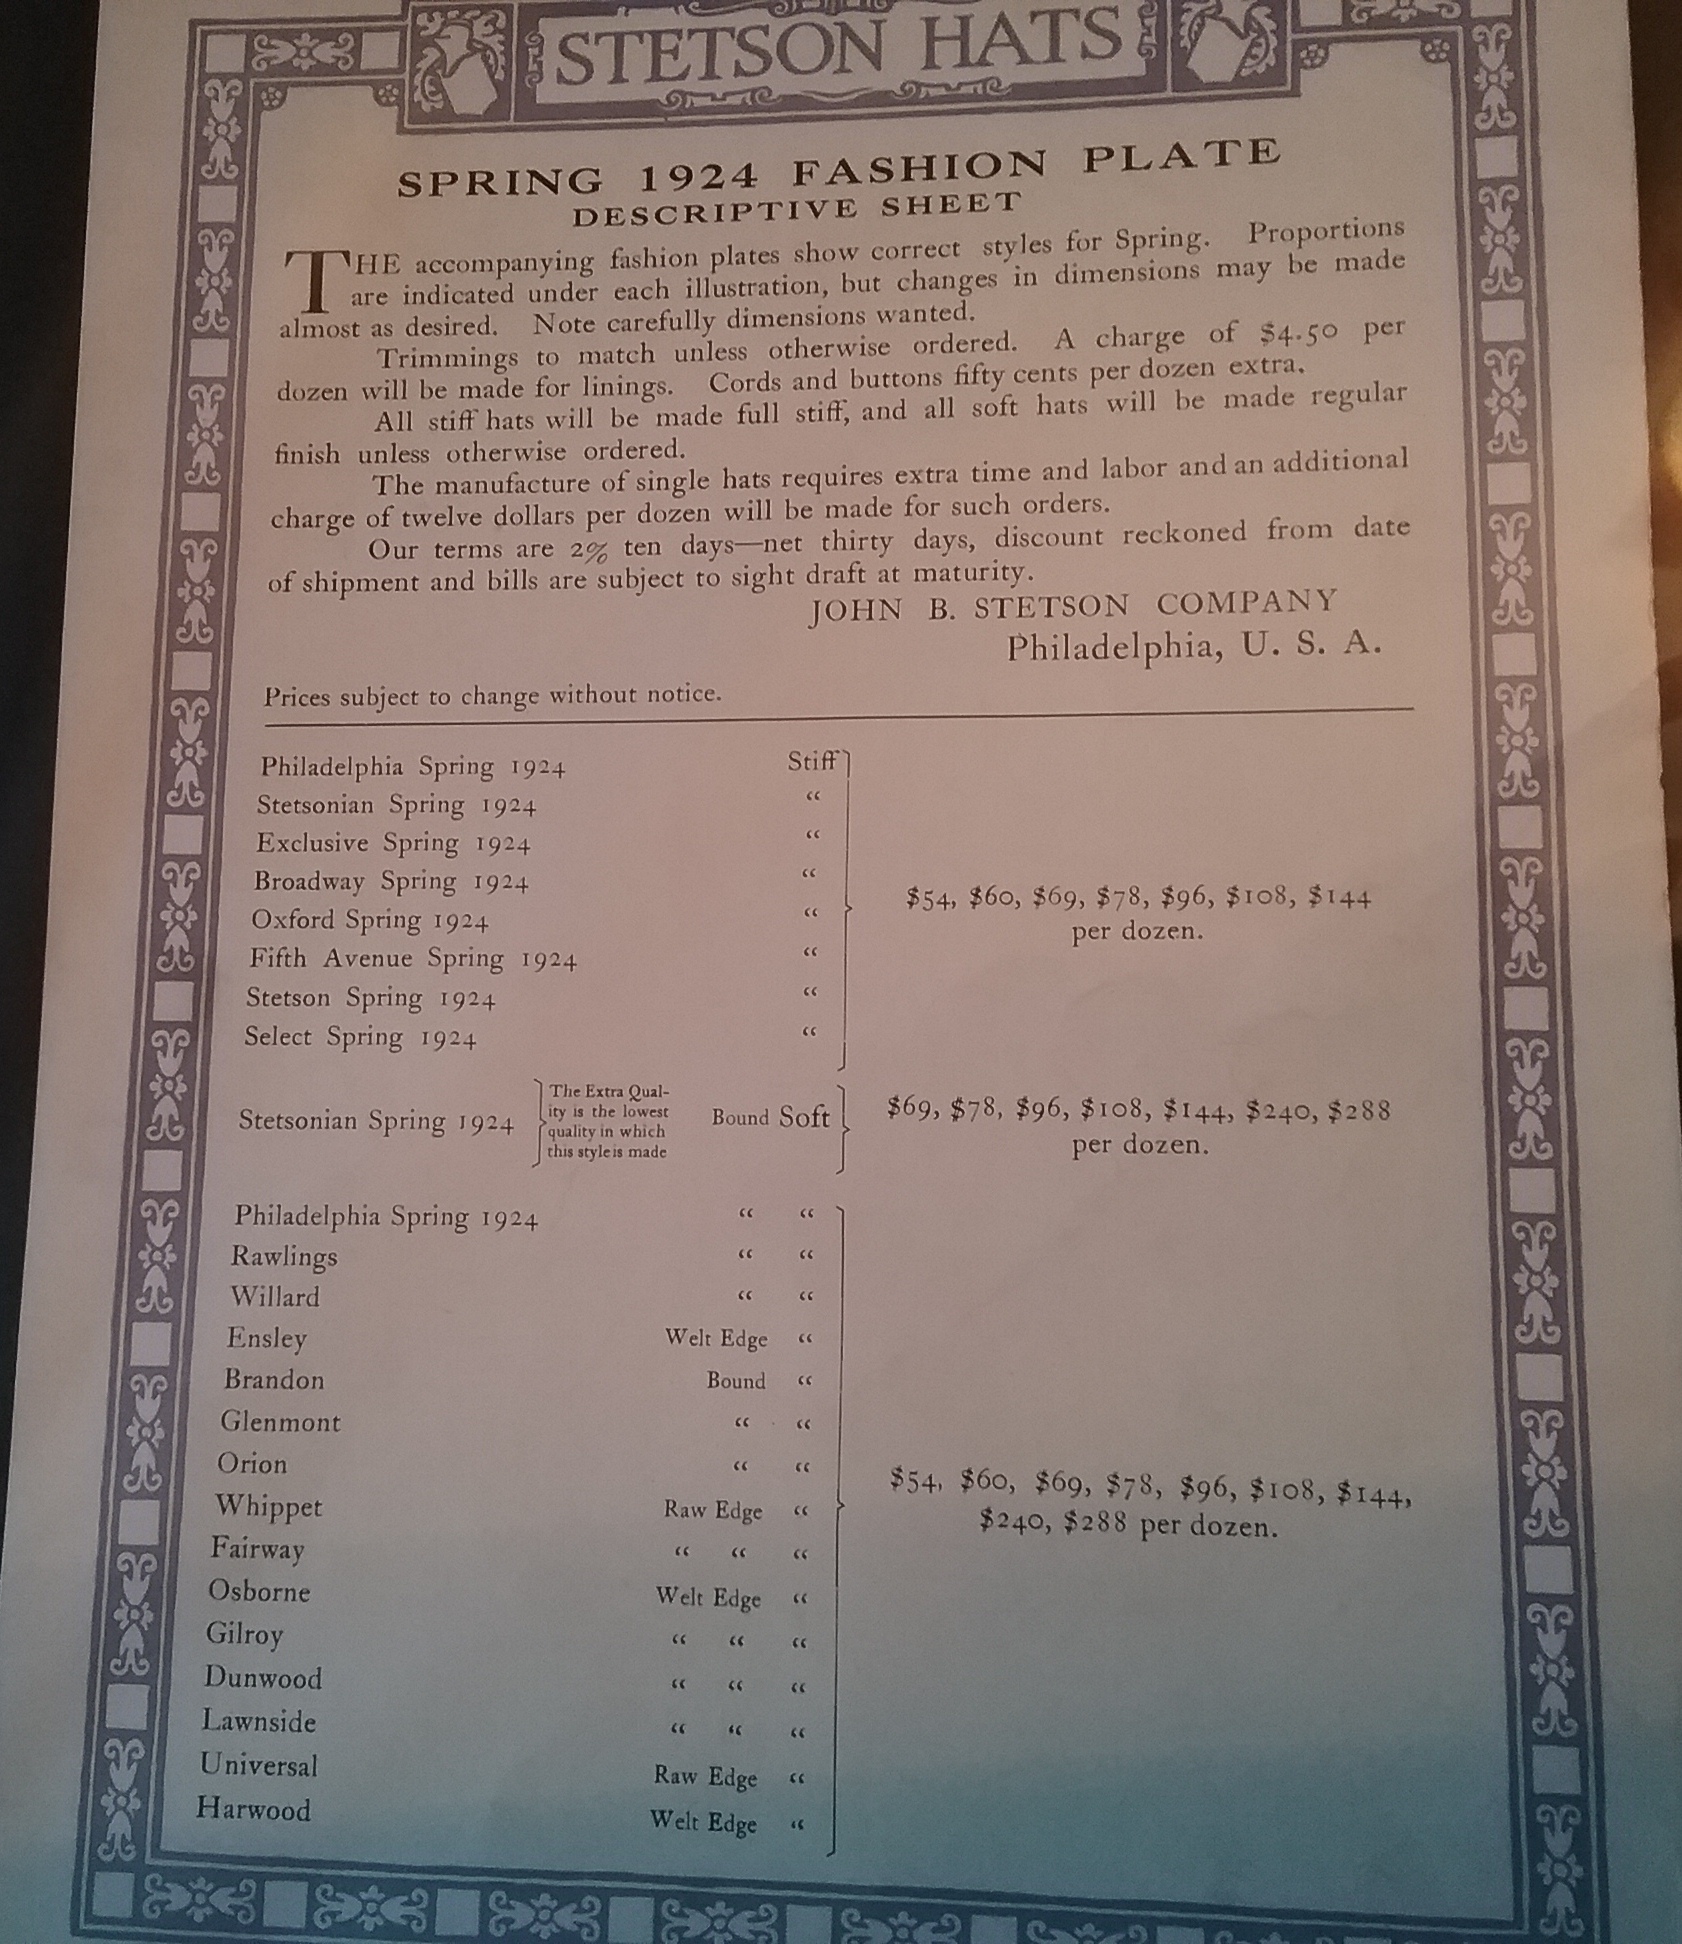 STETSON HATS
SPRING 1924 FASHION PLATE
DESCRIPTIVE SHEET
THE accompanying fashion plates show correct styles for Spring. Proportions
are indicated under each illustration, but changes in dimensions may be made
almost as desired. Note carefully dimensions wanted.
Trimmings to match unless otherwise ordered. A charge of $4.50 per
dozen will be made for linings. Cords and buttons fifty cents per dozen extra.
All stiff hats will be made full stiff, and all soft hats will be made regular
finish unless otherwise ordered.
The manufacture of single hats requires extra time and labor and an additional
charge of twelve dollars per dozen will be made for such orders.
Our terms are 2% ten days—net thirty days, discount reckoned from date
of shipment and bills are subject to sight draft at maturity.
JOHN B. STETSON COMPANY
Philadelphia, U. S. A.
Prices subject to change without notice.
Philadelphia Spring 1924 Stiff
Stetsonian Spring 1924 “
Exclusive Spring 1924 “
Broadway Spring 1924 “
Oxford Spring 1924 “
Fifth Avenue Spring 1924 “
Stetson Spring 1924 “
Select Spring 1924 “
$54, $60, $69, $78, $96, $108, $144
per dozen.
Stetsonian Spring 1924
The Extra Qual-
ity is the lowest
quality in which
this style is made
Bound Soft
$69, $78, $96, $108, $144, $240, $288
per dozen.
Philadelphia Spring 1924 “ “
Rawlings “ “
Willard “ “
Ensley Welt Edge “
Brandon Bound “
Glenmont “ “
Orion “ “
Whippet Raw Edge “
Fairway “ “ “
Osborne Welt Edge “
Gilroy “ “ “
Dunwood “ “ “
Lawnside “ “ “
Universal Raw Edge “
Harwood Welt Edge “
$54, $60, $69, $78, $96, $108, $144,
$240, $288 per dozen.